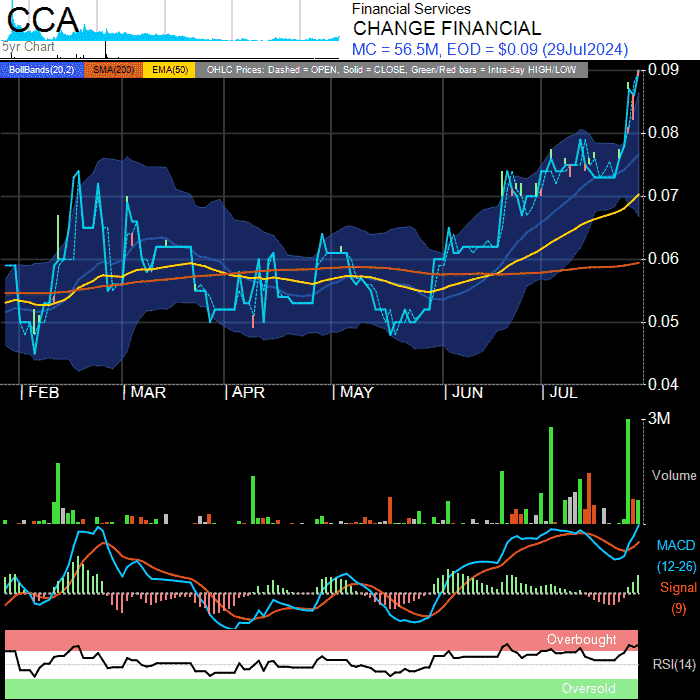 CCA
5yr Chart
Financial Services
CHANGE FINANCIAL
MC = 56.5M, EOD = $0.09 (29Jul2024)
BollBands(20,2) SMA(200) EMA(50) OHLC Prices: Dashed = OPEN, Solid = CLOSE, Green/Red bars = Intra-day HIGH/LOW
0.09
0.08
0.07
0.06
0.05
0.04
FEB MAR APR MAY JUN JUL
3M
Volume
MACD
(12-26)
Signal
(9)
Overbought
RSI(14)
Oversold